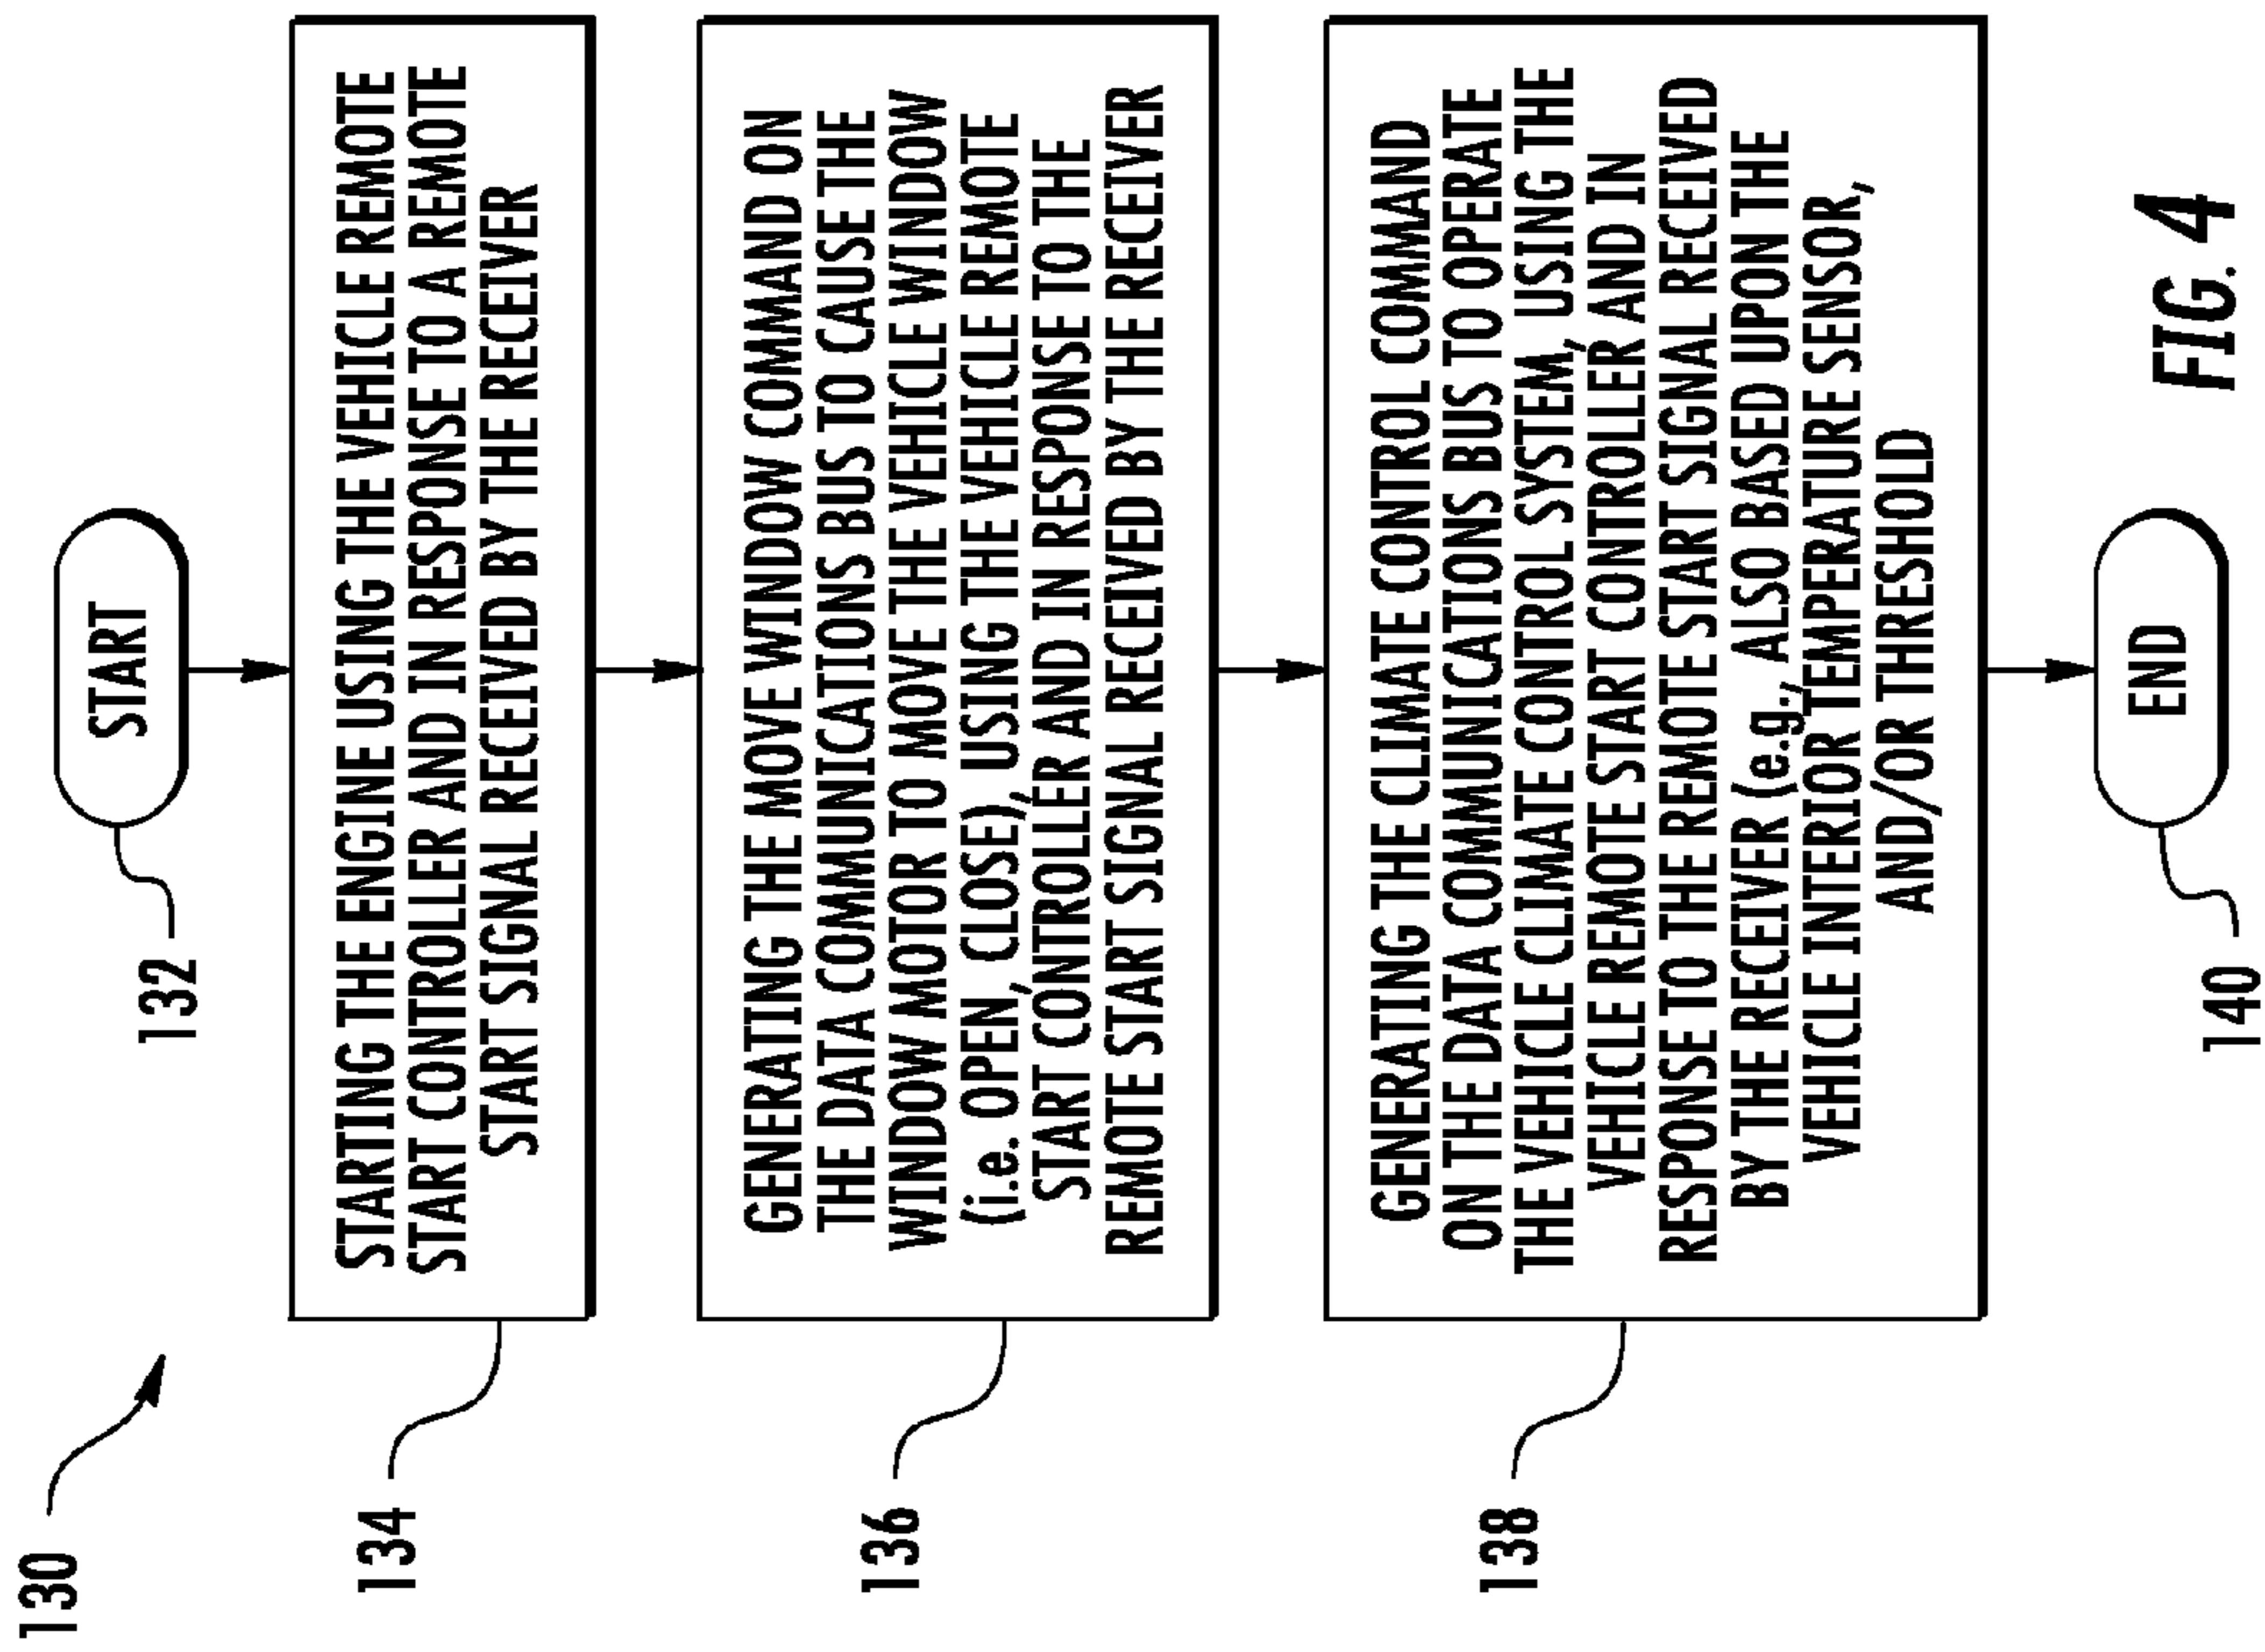 130
START
132
STARTING THE ENGINE USING THE VEHICLE REMOTE
START CONTROLLER AND IN RESPONSE TO A REMOTE
START SIGNAL RECEIVED BY THE RECEIVER
134
GENERATING THE MOVE WINDOW COMMAND ON
THE DATA COMMUNICATIONS BUS TO CAUSE THE
WINDOW MOTOR TO MOVE THE VEHICLE WINDOW
(i.e. OPEN, CLOSE), USING THE VEHICLE REMOTE
START CONTROLLER AND IN RESPONSE TO THE
REMOTE START SIGNAL RECEIVED BY THE RECEIVER
136
GENERATING THE CLIMATE CONTROL COMMAND
ON THE DATA COMMUNICATIONS BUS TO OPERATE
THE VEHICLE CLIMATE CONTROL SYSTEM, USING THE
VEHICLE REMOTE START CONTROLLER AND IN
RESPONSE TO THE REMOTE START SIGNAL RECEIVED
BY THE RECEIVER (e.g., ALSO BASED UPON THE
VEHICLE INTERIOR TEMPERATURE SENSOR,
AND/OR THRESHOLD
138
END
140
FIG. 4